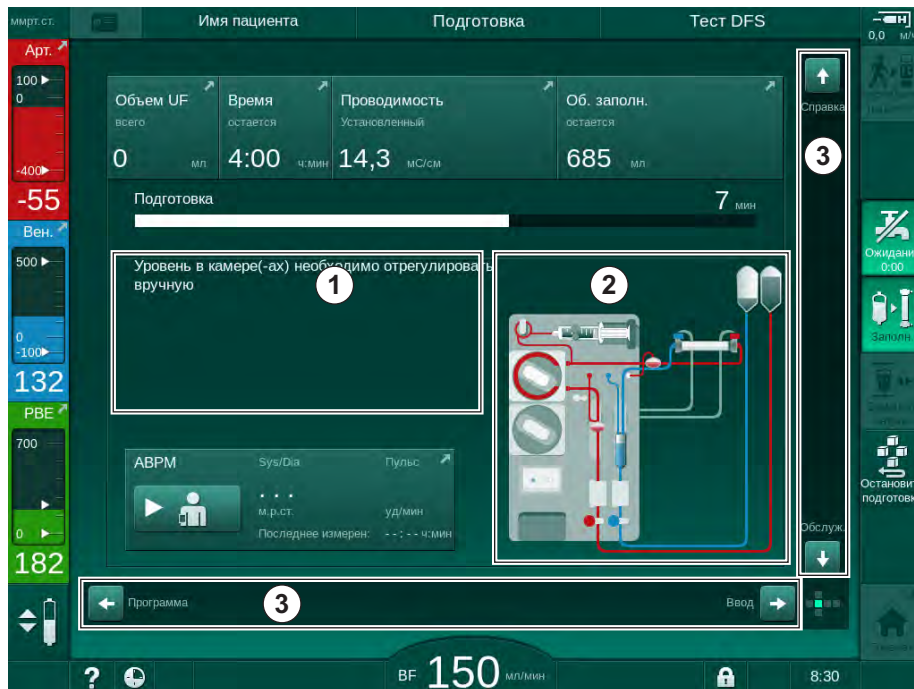 ммрт.ст.
Имя пациента
Подготовка
Тест DFS
0,0 м/
Арт.
100
0
-400
-55
Вен.
500
0
-100
132
PBE
700
0
182
Объем UF
всего
0 мл
Время
остается
4:00 ч:мин
Проводимость
Установленный
14,3 мС/см
Об. заполн.
остается
685 мл
Подготовка
7 мин
Уровень в камере(-ах) необходимо отрегулировать
вручную
1
2
3
ABPM
Sys/Dia
Пульс
. . .
м.р.ст.
уд/мин
Последнее измерен: --:-- ч:мин
Справка
Обслуж.
Программа
3
Ввод
Ожидани
0:00
Заполн.
Останови
подготовк
?
BF 150 мл/мин
8:30